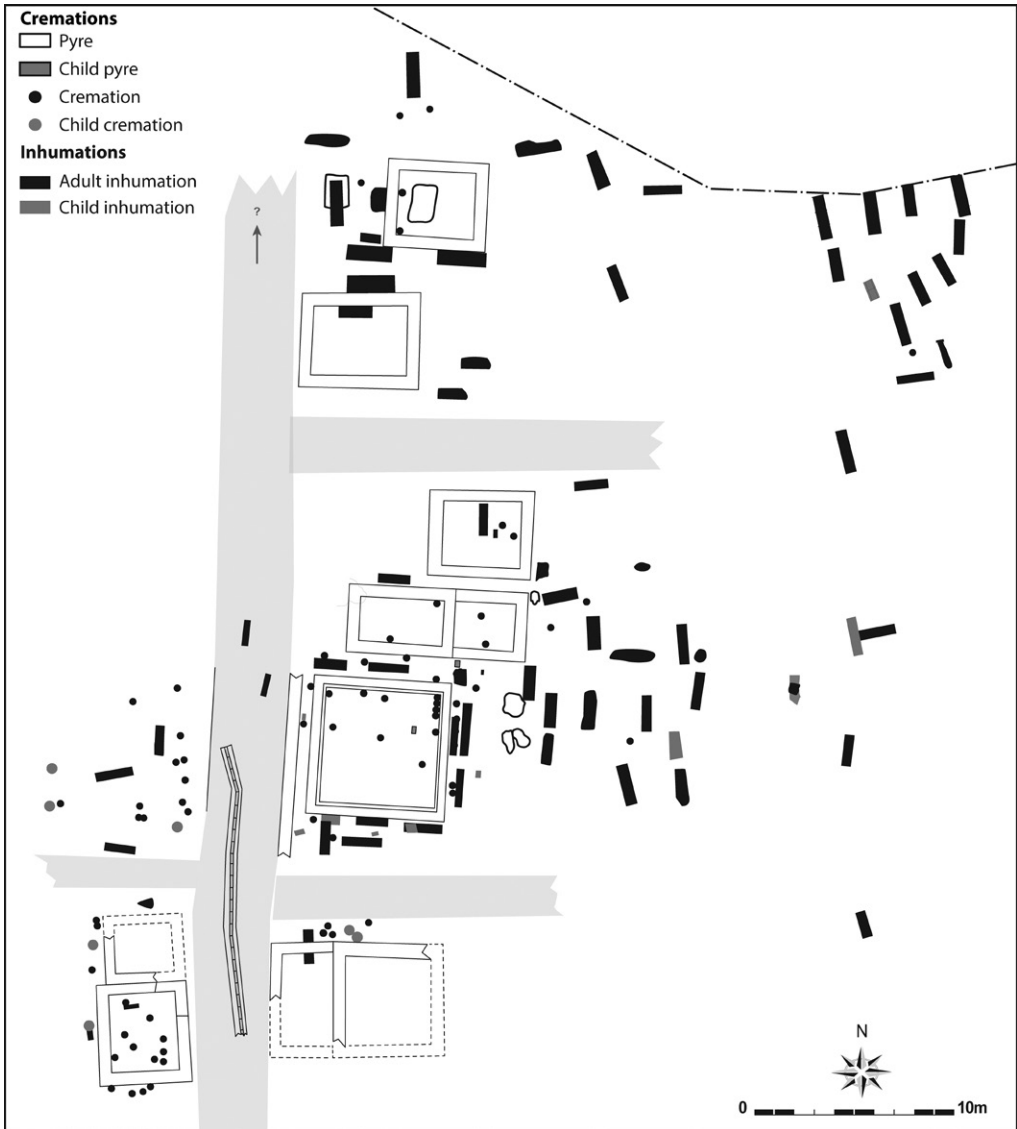 Cremations
Pyre
Child pyre
Cremation
Child cremation
Inhumations
Adult inhumation
Child inhumation
?
N
0 10m